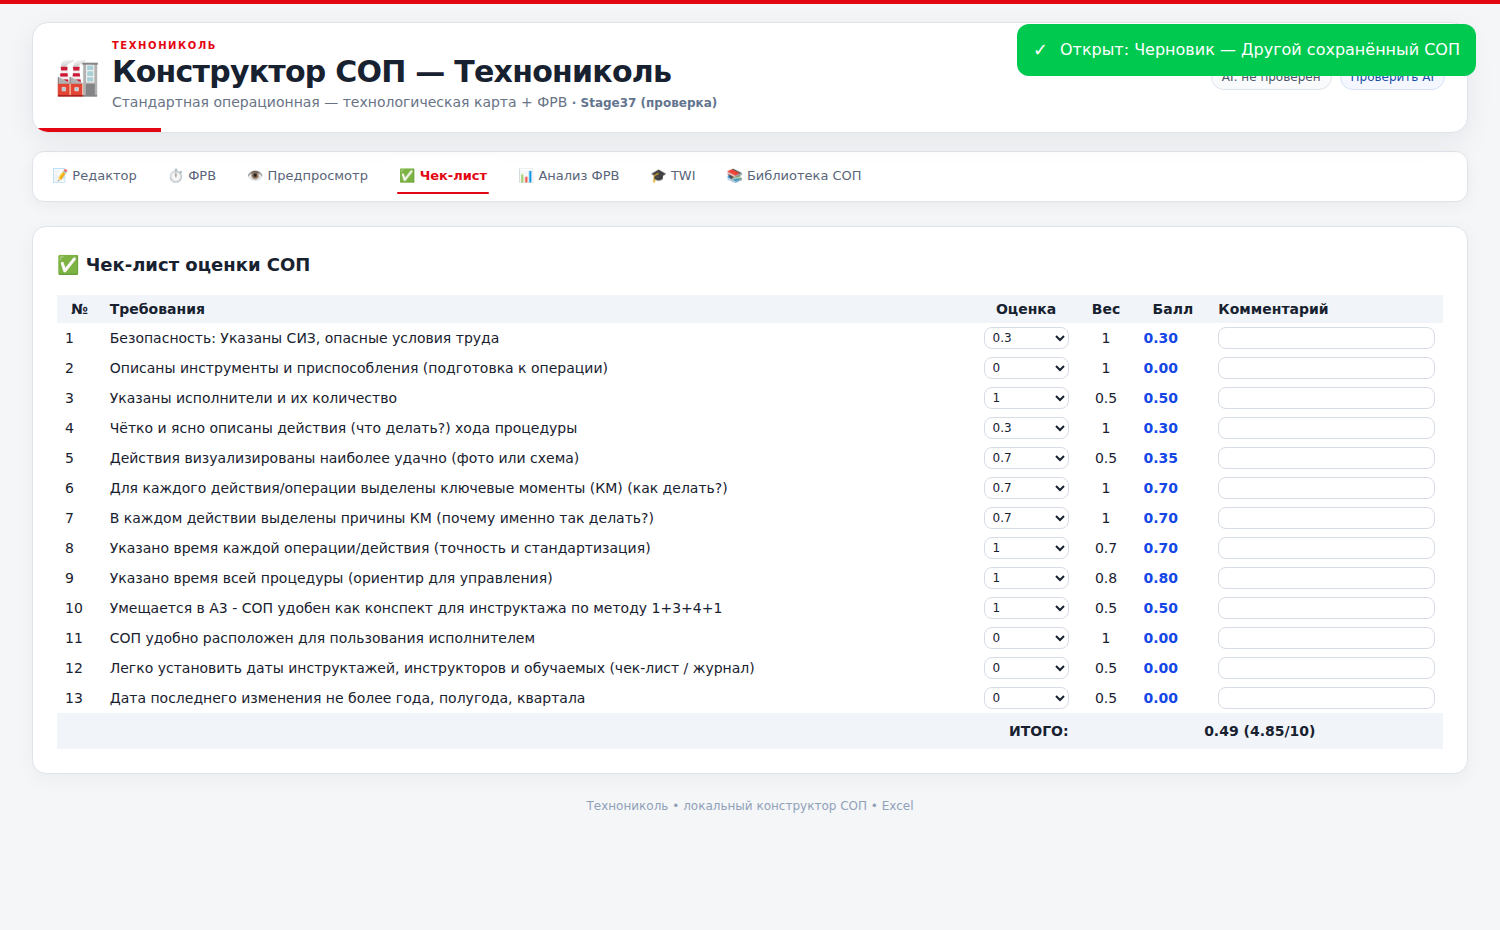 ТЕХНОНИКОЛЬ
Конструктор СОП — Технониколь
Стандартная операционная — технологическая карта + ФРВ · Stage37 (проверка)
✓ Открыт: Черновик — Другой сохранённый СОП
AI: не проверен Проверить AI
📝 Редактор ⏱️ ФРВ 👁️ Предпросмотр ✅ Чек-лист 📊 Анализ ФРВ 🎓 TWI 📚 Библиотека СОП
✅ Чек-лист оценки СОП
№ Требования Оценка Вес Балл Комментарий
1 Безопасность: Указаны СИЗ, опасные условия труда 0.3 1 0.30
2 Описаны инструменты и приспособления (подготовка к операции) 0 1 0.00
3 Указаны исполнители и их количество 1 0.5 0.50
4 Чётко и ясно описаны действия (что делать?) хода процедуры 0.3 1 0.30
5 Действия визуализированы наиболее удачно (фото или схема) 0.7 0.5 0.35
6 Для каждого действия/операции выделены ключевые моменты (КМ) (как делать?) 0.7 1 0.70
7 В каждом действии выделены причины КМ (почему именно так делать?) 0.7 1 0.70
8 Указано время каждой операции/действия (точность и стандартизация) 1 0.7 0.70
9 Указано время всей процедуры (ориентир для управления) 1 0.8 0.80
10 Умещается в А3 - СОП удобен как конспект для инструктажа по методу 1+3+4+1 1 0.5 0.50
11 СОП удобно расположен для пользования исполнителем 0 1 0.00
12 Легко установить даты инструктажей, инструкторов и обучаемых (чек-лист / журнал) 0 0.5 0.00
13 Дата последнего изменения не более года, полугода, квартала 0 0.5 0.00
ИТОГО: 0.49 (4.85/10)
Технониколь • локальный конструктор СОП • Excel